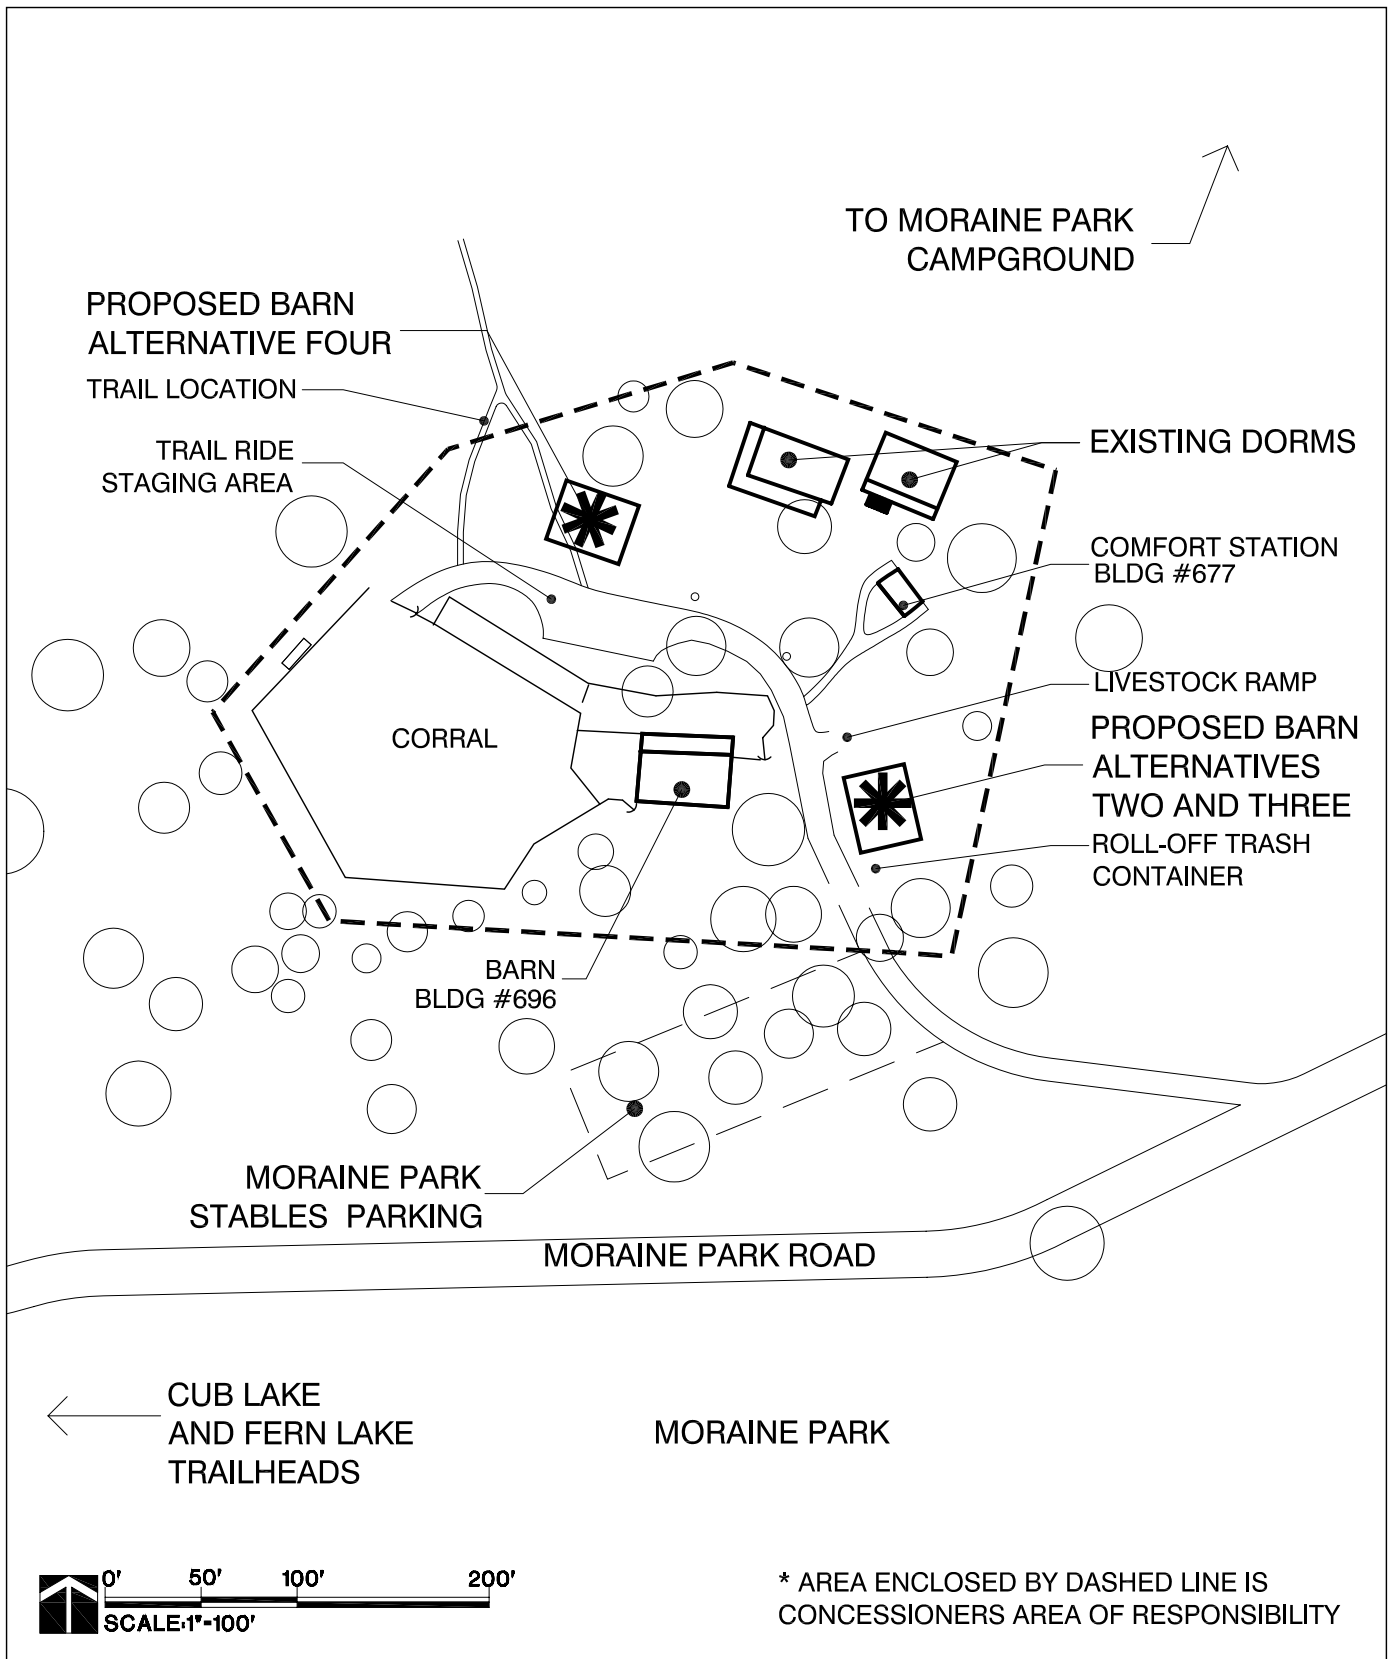 TO MORAINE PARK
CAMPGROUND
PROPOSED BARN
ALTERNATIVE FOUR
TRAIL LOCATION
TRAIL RIDE
STAGING AREA
EXISTING DORMS
COMFORT STATION
BLDG #677
LIVESTOCK RAMP
PROPOSED BARN
ALTERNATIVES
TWO AND THREE
ROLL-OFF TRASH
CONTAINER
CORRAL
BARN
BLDG #696
MORAINE PARK
STABLES PARKING
MORAINE PARK ROAD
CUB LAKE
AND FERN LAKE
TRAILHEADS
MORAINE PARK
0' 50' 100' 200'
SCALE:1"-100'
* AREA ENCLOSED BY DASHED LINE IS
CONCESSIONERS AREA OF RESPONSIBILITY